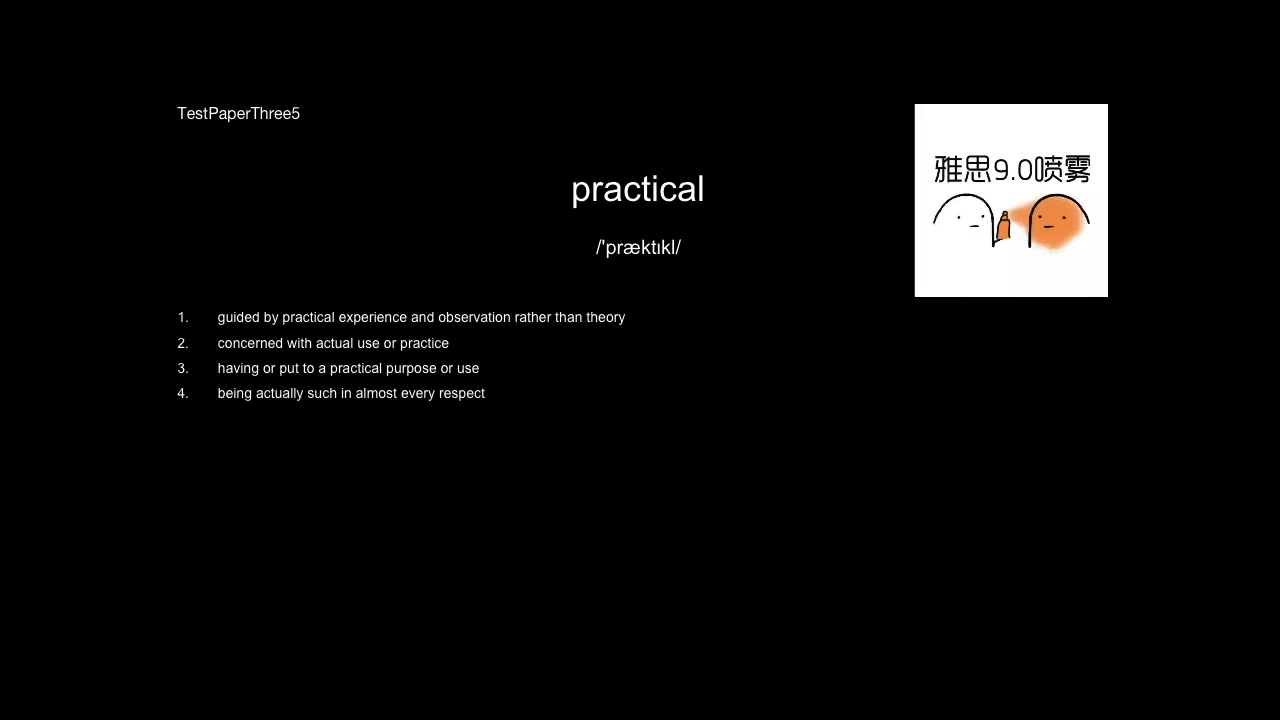 TestPaperThree5
雅思9.0喷雾
practical
/'præktıkl/
1. guided by practical experience and observation rather than theory
2. concerned with actual use or practice
3. having or put to a practical purpose or use
4. being actually such in almost every respect